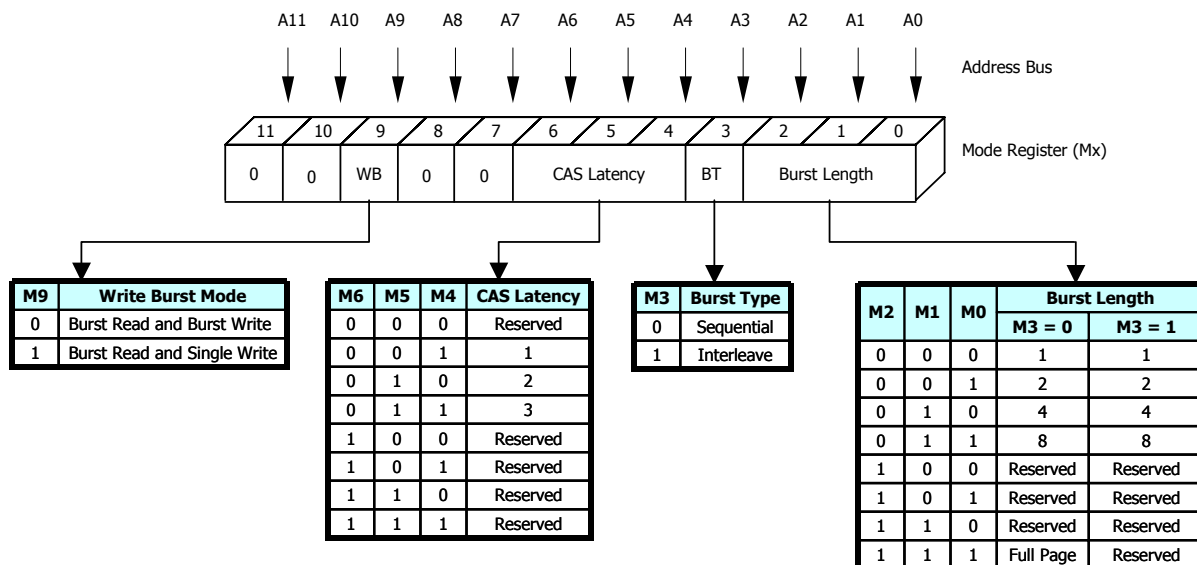 A11 A10 A9 A8 A7 A6 A5 A4 A3 A2 A1 A0
Address Bus
11 10 9 8 7 6 5 4 3 2 1 0
Mode Register (Mx)
0 0 WB 0 0 CAS Latency BT Burst Length
M9 Write Burst Mode
0 Burst Read and Burst Write
1 Burst Read and Single Write
M6 M5 M4 CAS Latency
0 0 0 Reserved
0 0 1 1
0 1 0 2
0 1 1 3
1 0 0 Reserved
1 0 1 Reserved
1 1 0 Reserved
1 1 1 Reserved
M3 Burst Type
0 Sequential
1 Interleave
M2 M1 M0 Burst Length
M3 = 0 M3 = 1
0 0 0 1 1
0 0 1 2 2
0 1 0 4 4
0 1 1 8 8
1 0 0 Reserved Reserved
1 0 1 Reserved Reserved
1 1 0 Reserved Reserved
1 1 1 Full Page Reserved